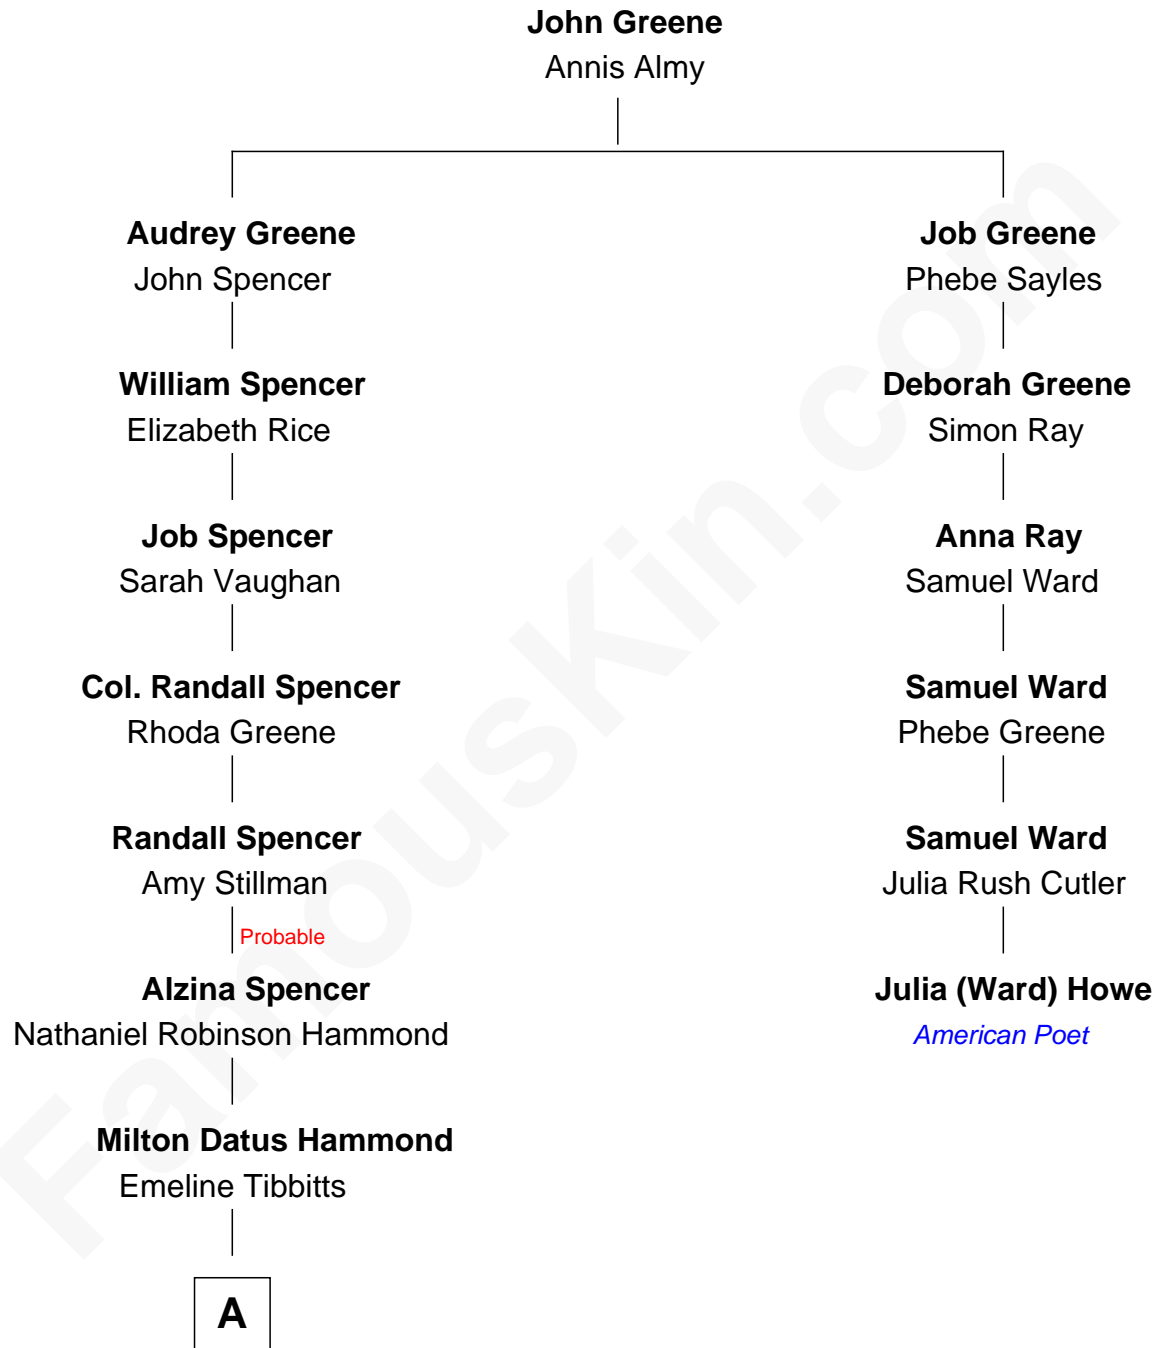 John Greene
Annis Almy
Audrey Greene
John Spencer
William Spencer
Elizabeth Rice
Job Spencer
Sarah Vaughan
Col. Randall Spencer
Rhoda Greene
Randall Spencer
Amy Stillman
Probable
Alzina Spencer
Nathaniel Robinson Hammond
Milton Datus Hammond
Emeline Tibbitts
A
Job Greene
Phebe Sayles
Deborah Greene
Simon Ray
Anna Ray
Samuel Ward
Samuel Ward
Phebe Greene
Samuel Ward
Julia Rush Cutler
Julia (Ward) Howe
American Poet
FamousKin.com